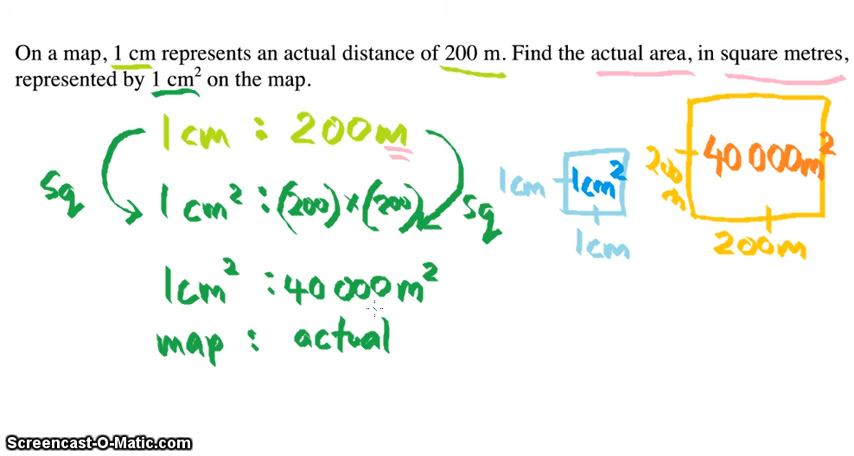 On a map, 1 cm represents an actual distance of 200 m. Find the actual area, in square metres,
represented by 1 cm² on the map.
1cm : 200m
Sq
1cm² : (200) × (200)
Sq
1cm² : 40 000m²
map : actual
1cm
1cm²
1cm
200 m
40 000m²
200m
Screencast-O-Matic.com